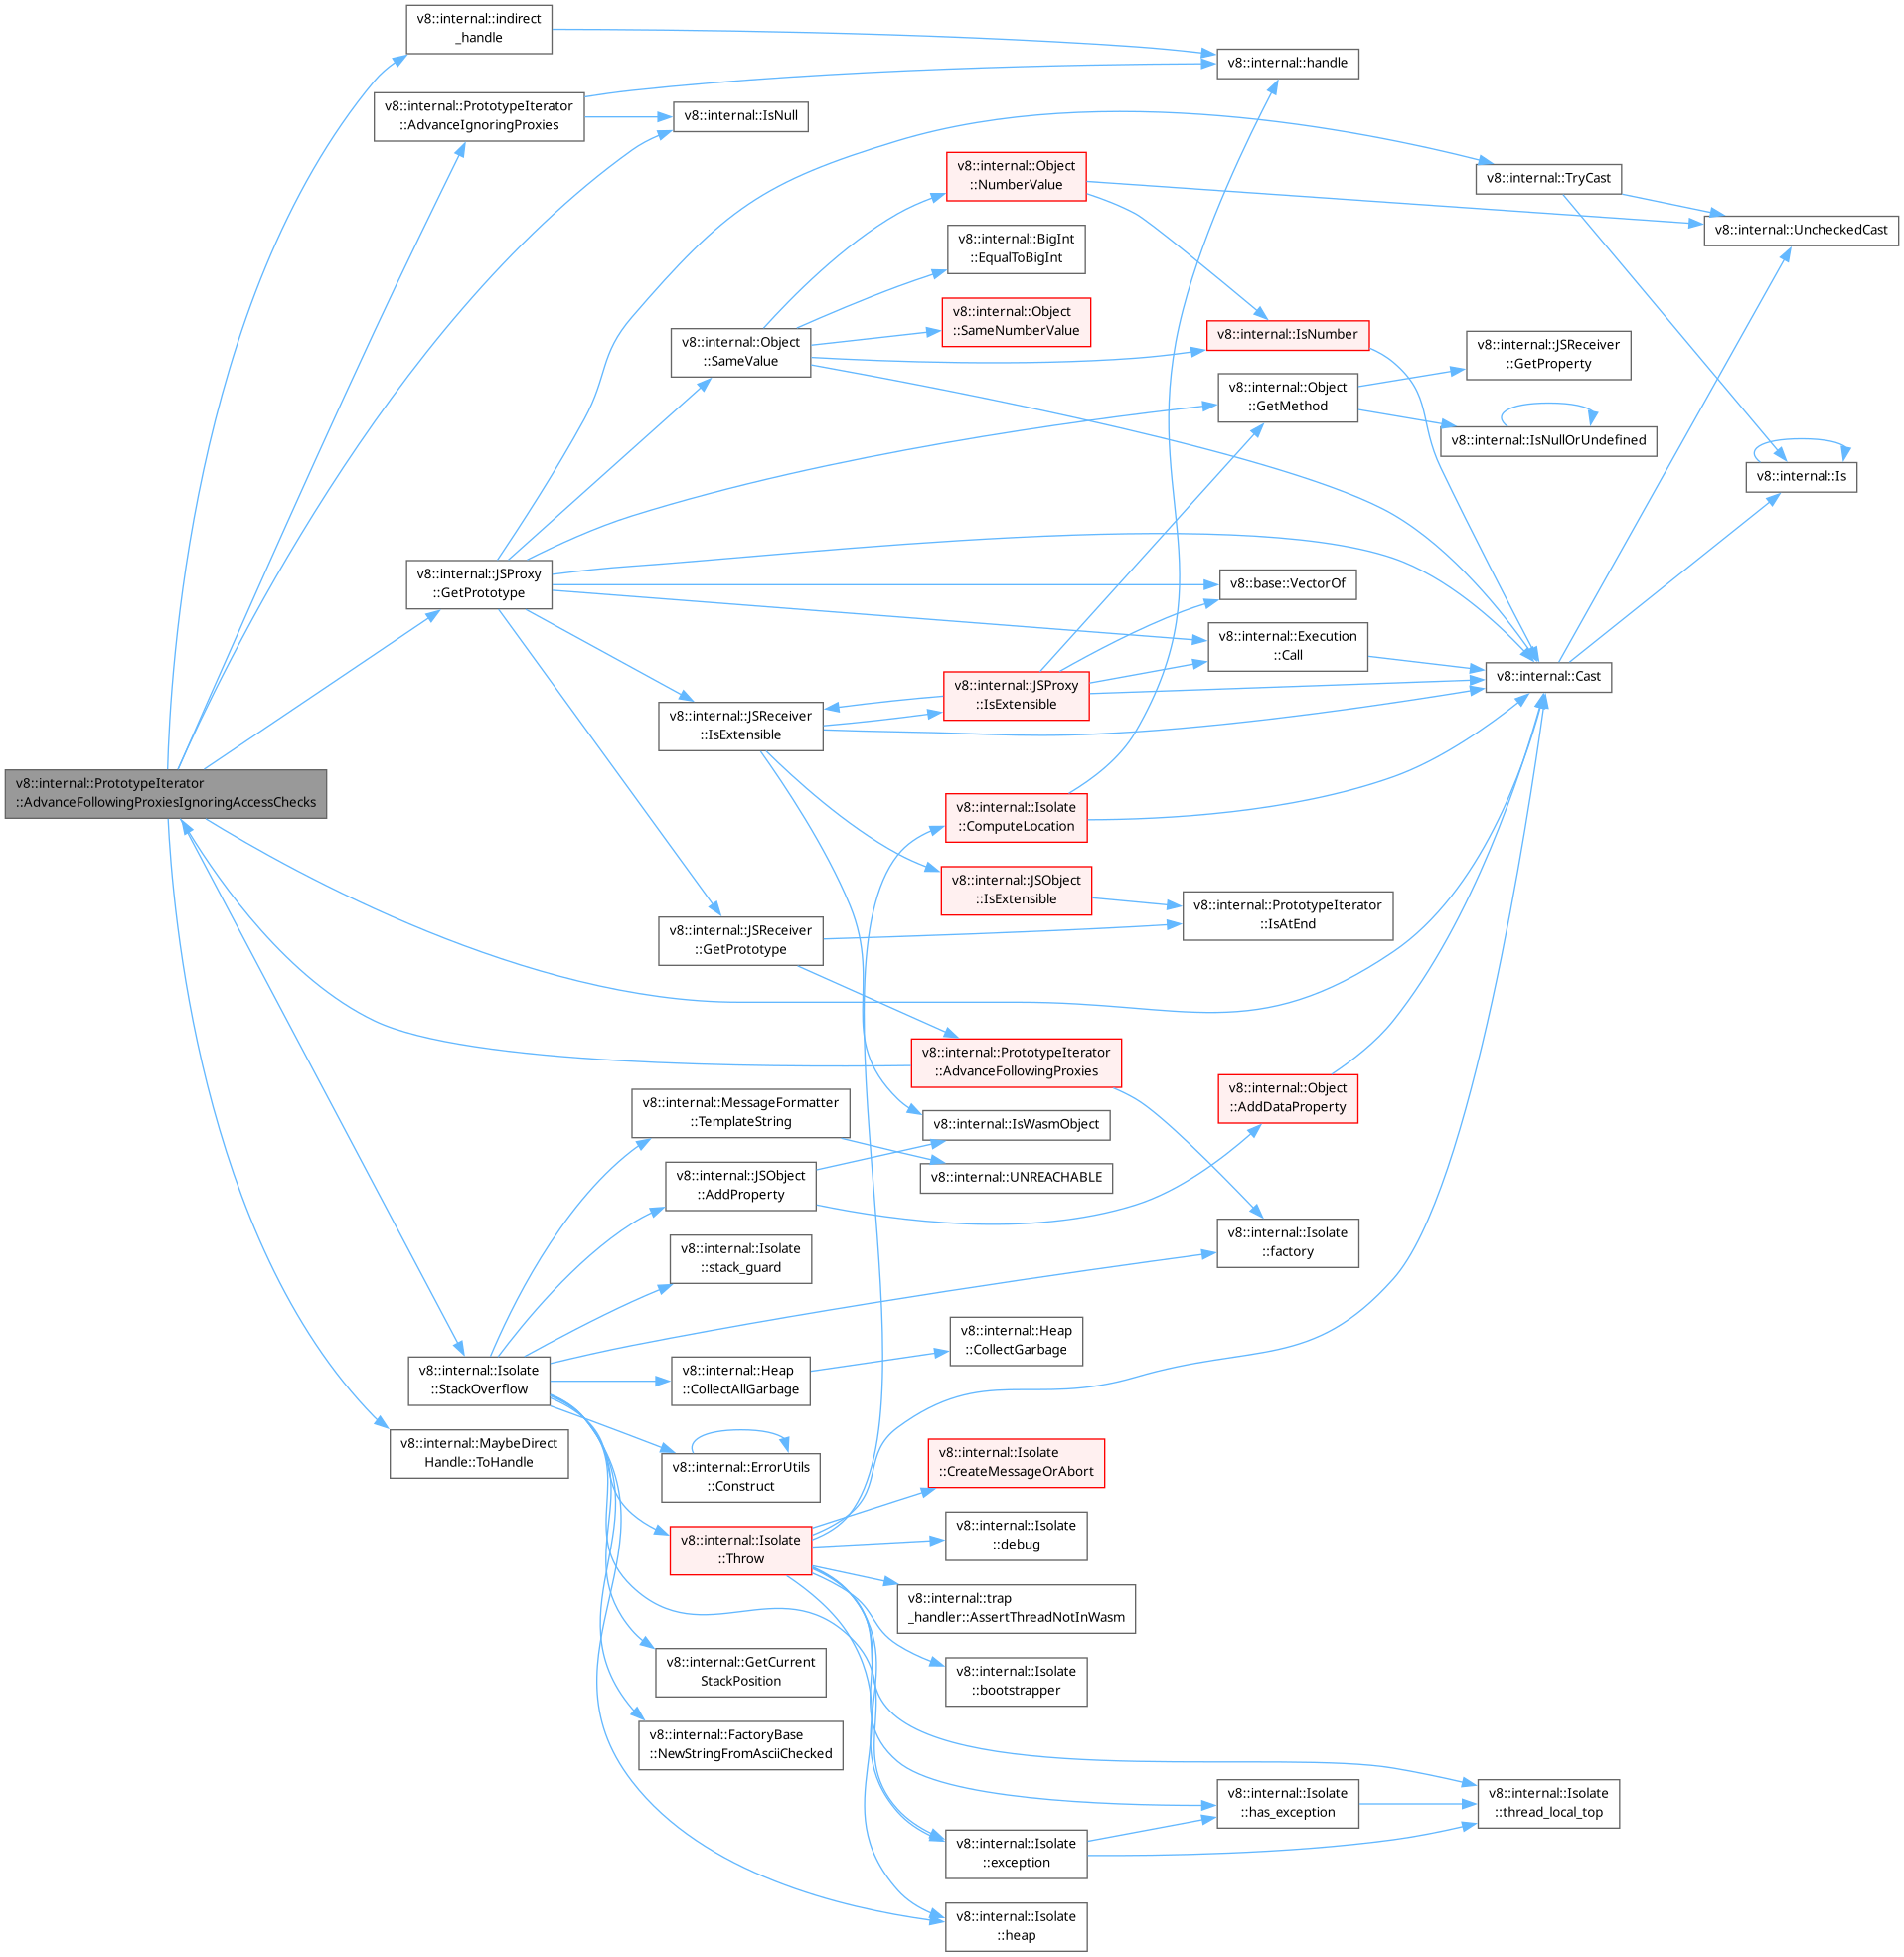 v8::internal::indirect
_handle
v8::internal::handle
v8::internal::PrototypeIterator
::AdvanceIgnoringProxies
v8::internal::IsNull
v8::internal::Object
::NumberValue
v8::internal::TryCast
v8::internal::UncheckedCast
v8::internal::BigInt
::EqualToBigInt
v8::internal::Object
::SameNumberValue
v8::internal::IsNumber
v8::internal::Object
::SameValue
v8::internal::JSReceiver
::GetProperty
v8::internal::Object
::GetMethod
v8::internal::IsNullOrUndefined
v8::internal::Is
v8::internal::JSProxy
::GetPrototype
v8::base::VectorOf
v8::internal::Execution
::Call
v8::internal::Cast
v8::internal::JSProxy
::IsExtensible
v8::internal::JSReceiver
::IsExtensible
v8::internal::PrototypeIterator
::AdvanceFollowingProxiesIgnoringAccessChecks
v8::internal::Isolate
::ComputeLocation
v8::internal::JSObject
::IsExtensible
v8::internal::PrototypeIterator
::IsAtEnd
v8::internal::JSReceiver
::GetPrototype
v8::internal::PrototypeIterator
::AdvanceFollowingProxies
v8::internal::Object
::AddDataProperty
v8::internal::MessageFormatter
::TemplateString
v8::internal::IsWasmObject
v8::internal::UNREACHABLE
v8::internal::JSObject
::AddProperty
v8::internal::Isolate
::stack_guard
v8::internal::Isolate
::factory
v8::internal::Heap
::CollectGarbage
v8::internal::Isolate
::StackOverflow
v8::internal::Heap
::CollectAllGarbage
v8::internal::MaybeDirect
Handle::ToHandle
v8::internal::ErrorUtils
::Construct
v8::internal::Isolate
::CreateMessageOrAbort
v8::internal::Isolate
::Throw
v8::internal::Isolate
::debug
v8::internal::trap
_handler::AssertThreadNotInWasm
v8::internal::GetCurrent
StackPosition
v8::internal::Isolate
::bootstrapper
v8::internal::FactoryBase
::NewStringFromAsciiChecked
v8::internal::Isolate
::has_exception
v8::internal::Isolate
::thread_local_top
v8::internal::Isolate
::exception
v8::internal::Isolate
::heap